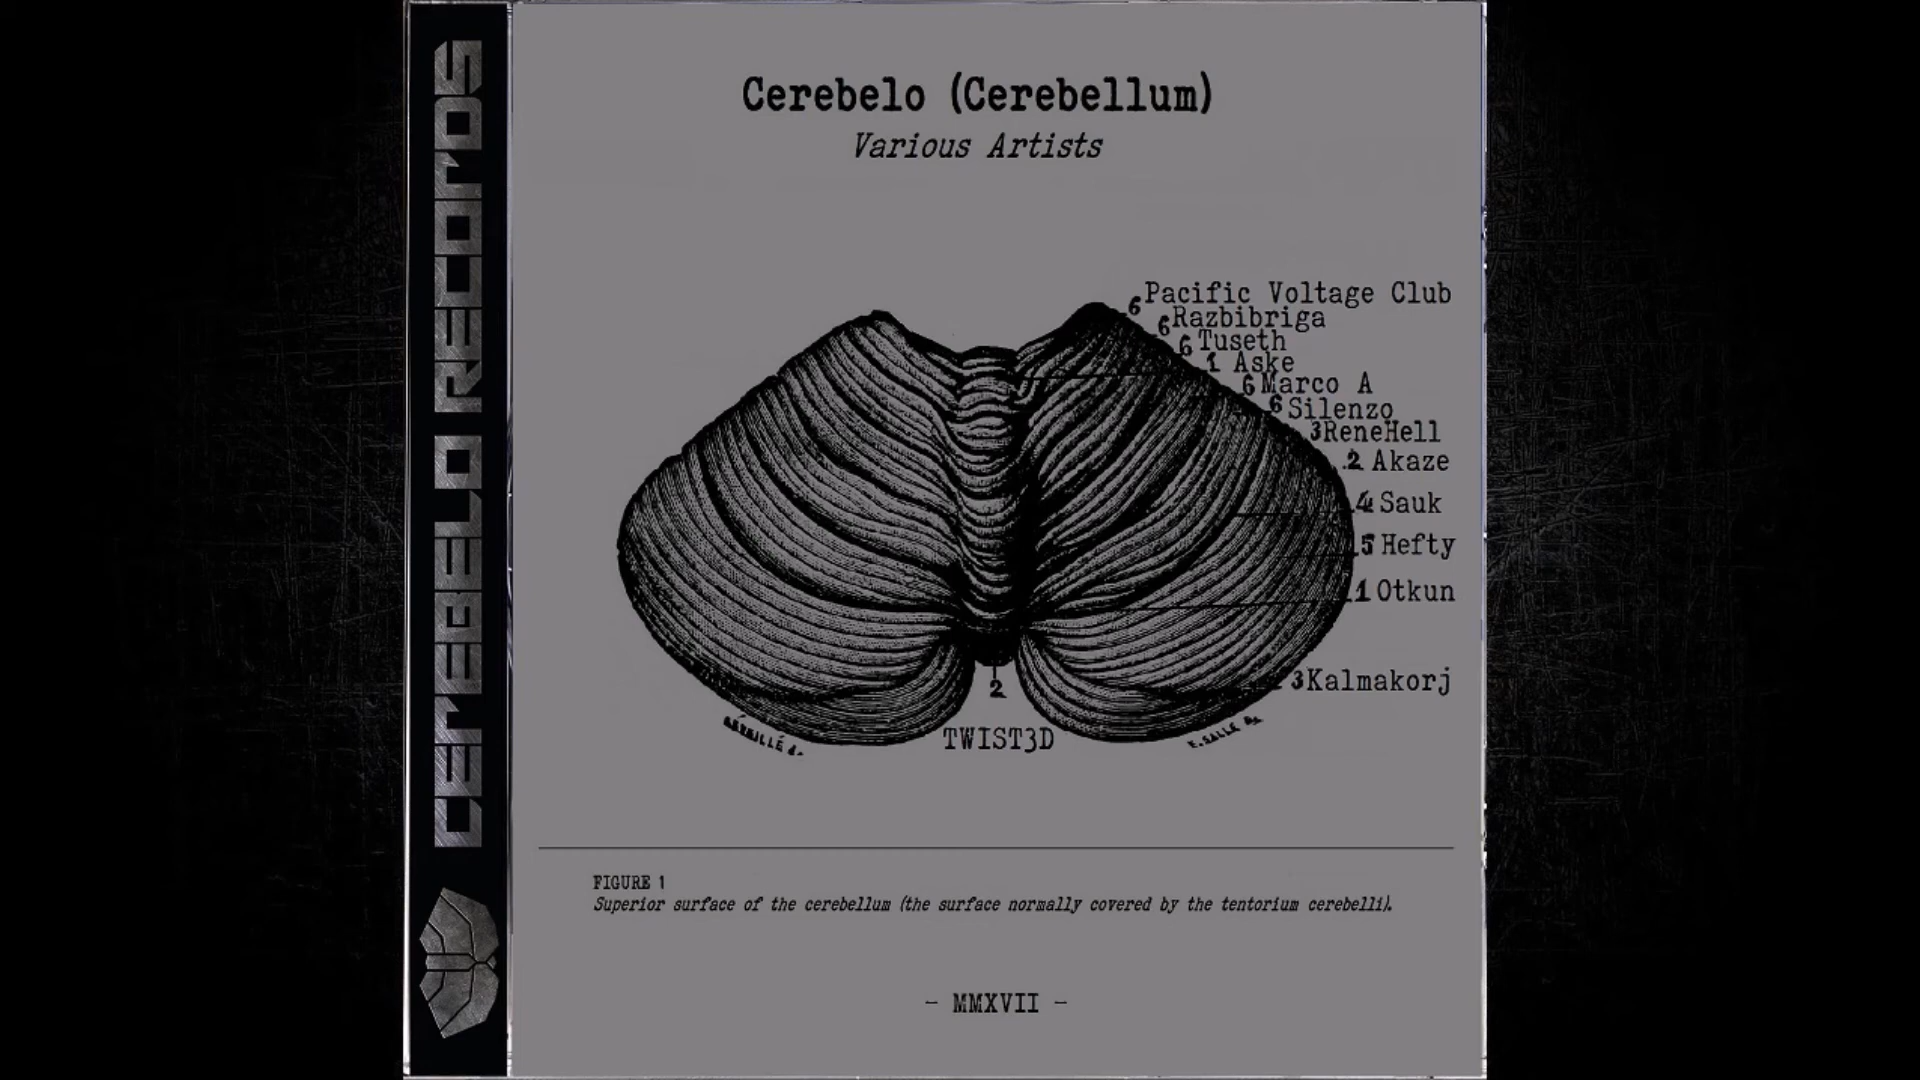 CEREBELO RECORDS
Cerebelo (Cerebellum)
Various Artists
6 Pacific Voltage Club
6 Razbibriga
6 Tuseth
1 Aske
6 Marco A
6 Silenzo
3 ReneHell
2 Akaze
4 Sauk
5 Hefty
1 Otkun
3 Kalmakorj
2
TWIST3D
E. SALLE
FIGURE 1
Superior surface of the cerebellum (the surface normally covered by the tentorium cerebelli).
- MMXVII -